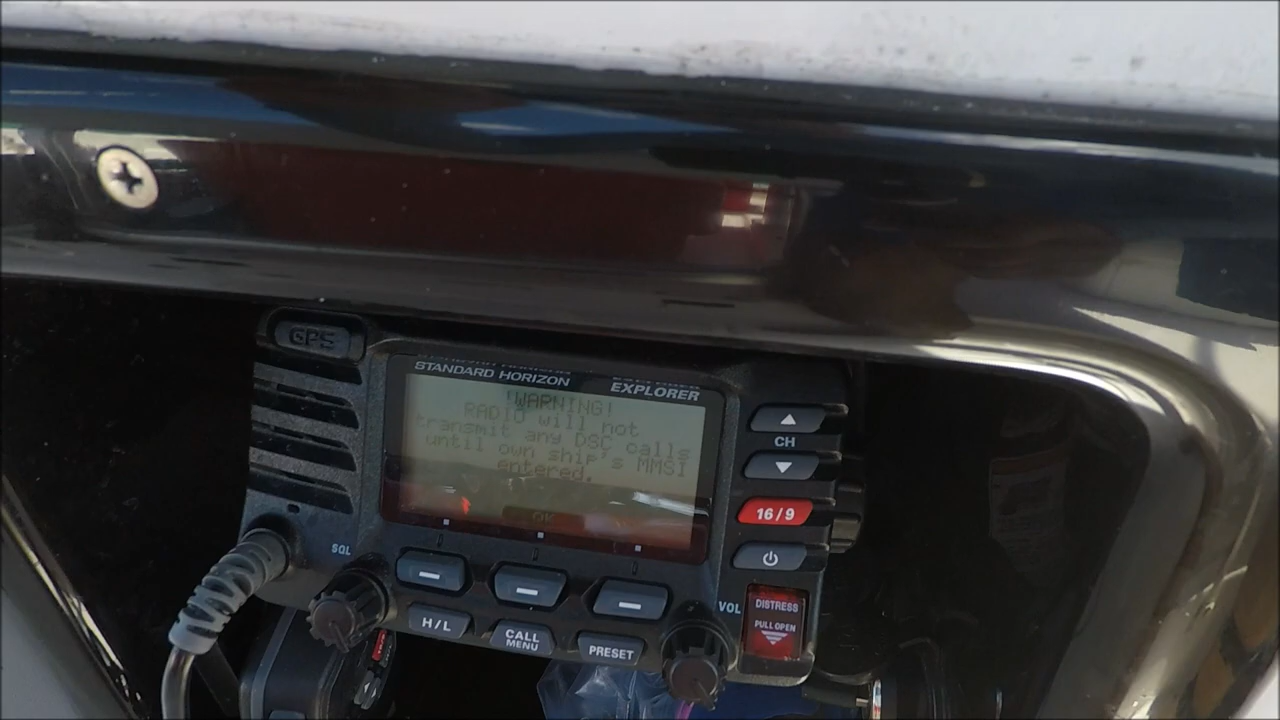 GPS
STANDARD HORIZON
EXPLORER
!WARNING!
RADIO will not
transmit any DSC calls
until own ship's MMSI
entered.
OK
CH
16/9
SQL
VOL
DISTRESS
PULL OPEN
H/L
CALL
MENU
PRESET